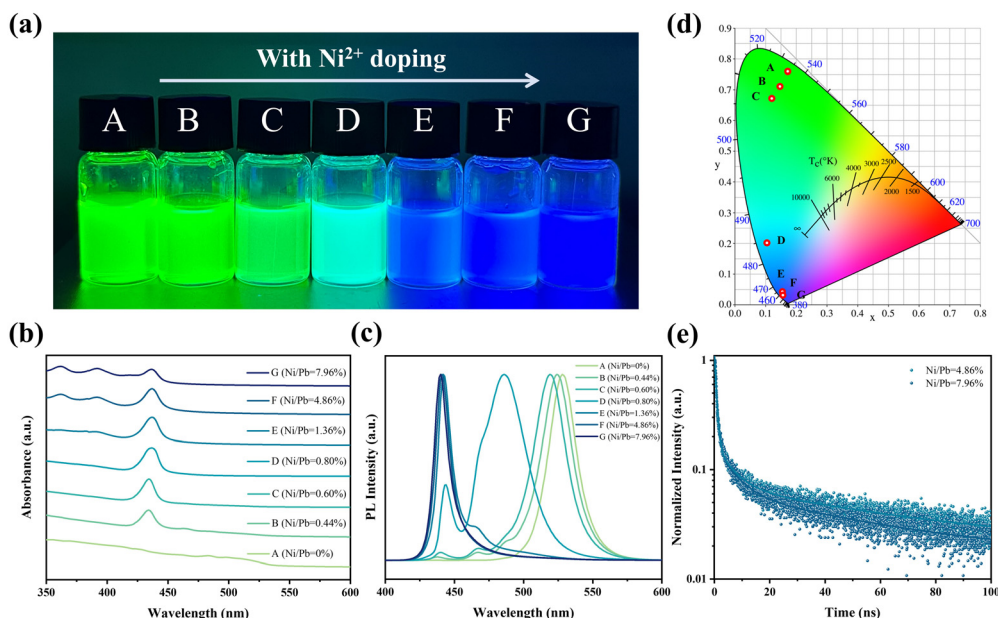 (a)
With Ni²⁺ doping
A B C D E F G
(d)
0.9
0.8
0.7
0.6
0.5
0.4
0.3
0.2
0.1
0.0
y
0.0 0.1 0.2 0.3 0.4 0.5 0.6 0.7 0.8
x
520
540
560
580
600
620
700
500
490
480
470
460
380
A
B
C
D
E
F
G
T_C(°K)
∞
10000
6000
4000
3000
2500
2000
1500
(b)
Absorbance (a.u.)
G (Ni/Pb=7.96%)
F (Ni/Pb=4.86%)
E (Ni/Pb=1.36%)
D (Ni/Pb=0.80%)
C (Ni/Pb=0.60%)
B (Ni/Pb=0.44%)
A (Ni/Pb=0%)
350 400 450 500 550 600
Wavelength (nm)
(c)
PL Intensity (a.u.)
A (Ni/Pb=0%)
B (Ni/Pb=0.44%)
C (Ni/Pb=0.60%)
D (Ni/Pb=0.80%)
E (Ni/Pb=1.36%)
F (Ni/Pb=4.86%)
G (Ni/Pb=7.96%)
400 450 500 550 600
Wavelength (nm)
(e)
Normalized Intensity (a.u.)
1.0
0.1
0.01
Ni/Pb=4.86%
Ni/Pb=7.96%
0 20 40 60 80 100
Time (ns)